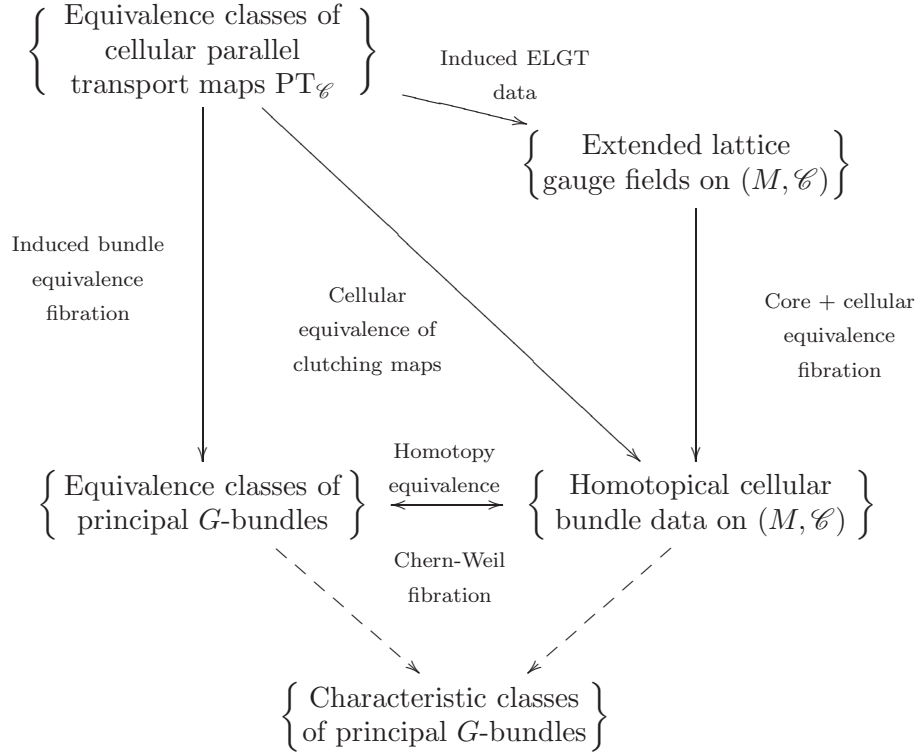 Equivalence classes of
cellular parallel
transport maps PT𝒞
Induced ELGT
data
Extended lattice
gauge fields on (M, 𝒞)
Induced bundle
equivalence
fibration
Cellular
equivalence of
clutching maps
Core + cellular
equivalence
fibration
Equivalence classes of
principal G-bundles
Homotopy
equivalence
Homotopical cellular
bundle data on (M, 𝒞)
Chern-Weil
fibration
Characteristic classes
of principal G-bundles